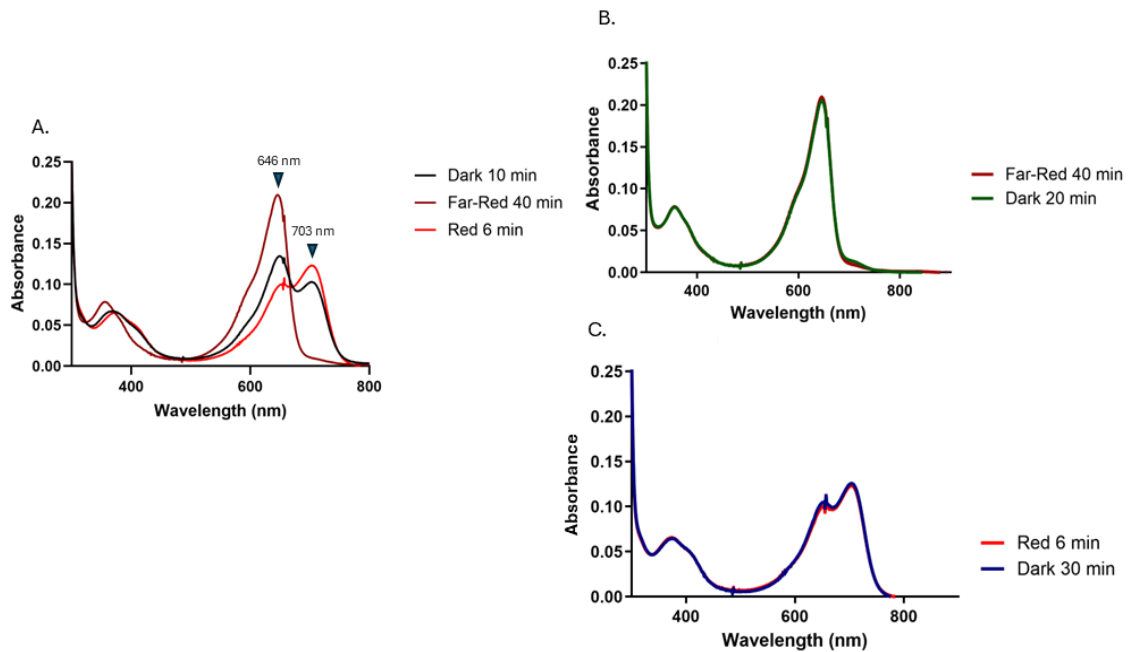 A.
0.25
0.20
0.15
0.10
0.05
0.00
Absorbance
400
600
800
Wavelength (nm)
646 nm
703 nm
Dark 10 min
Far-Red 40 min
Red 6 min
B.
0.25
0.20
0.15
0.10
0.05
0.00
Absorbance
400
600
800
Wavelength (nm)
Far-Red 40 min
Dark 20 min
C.
0.25
0.20
0.15
0.10
0.05
0.00
Absorbance
400
600
800
Wavelength (nm)
Red 6 min
Dark 30 min